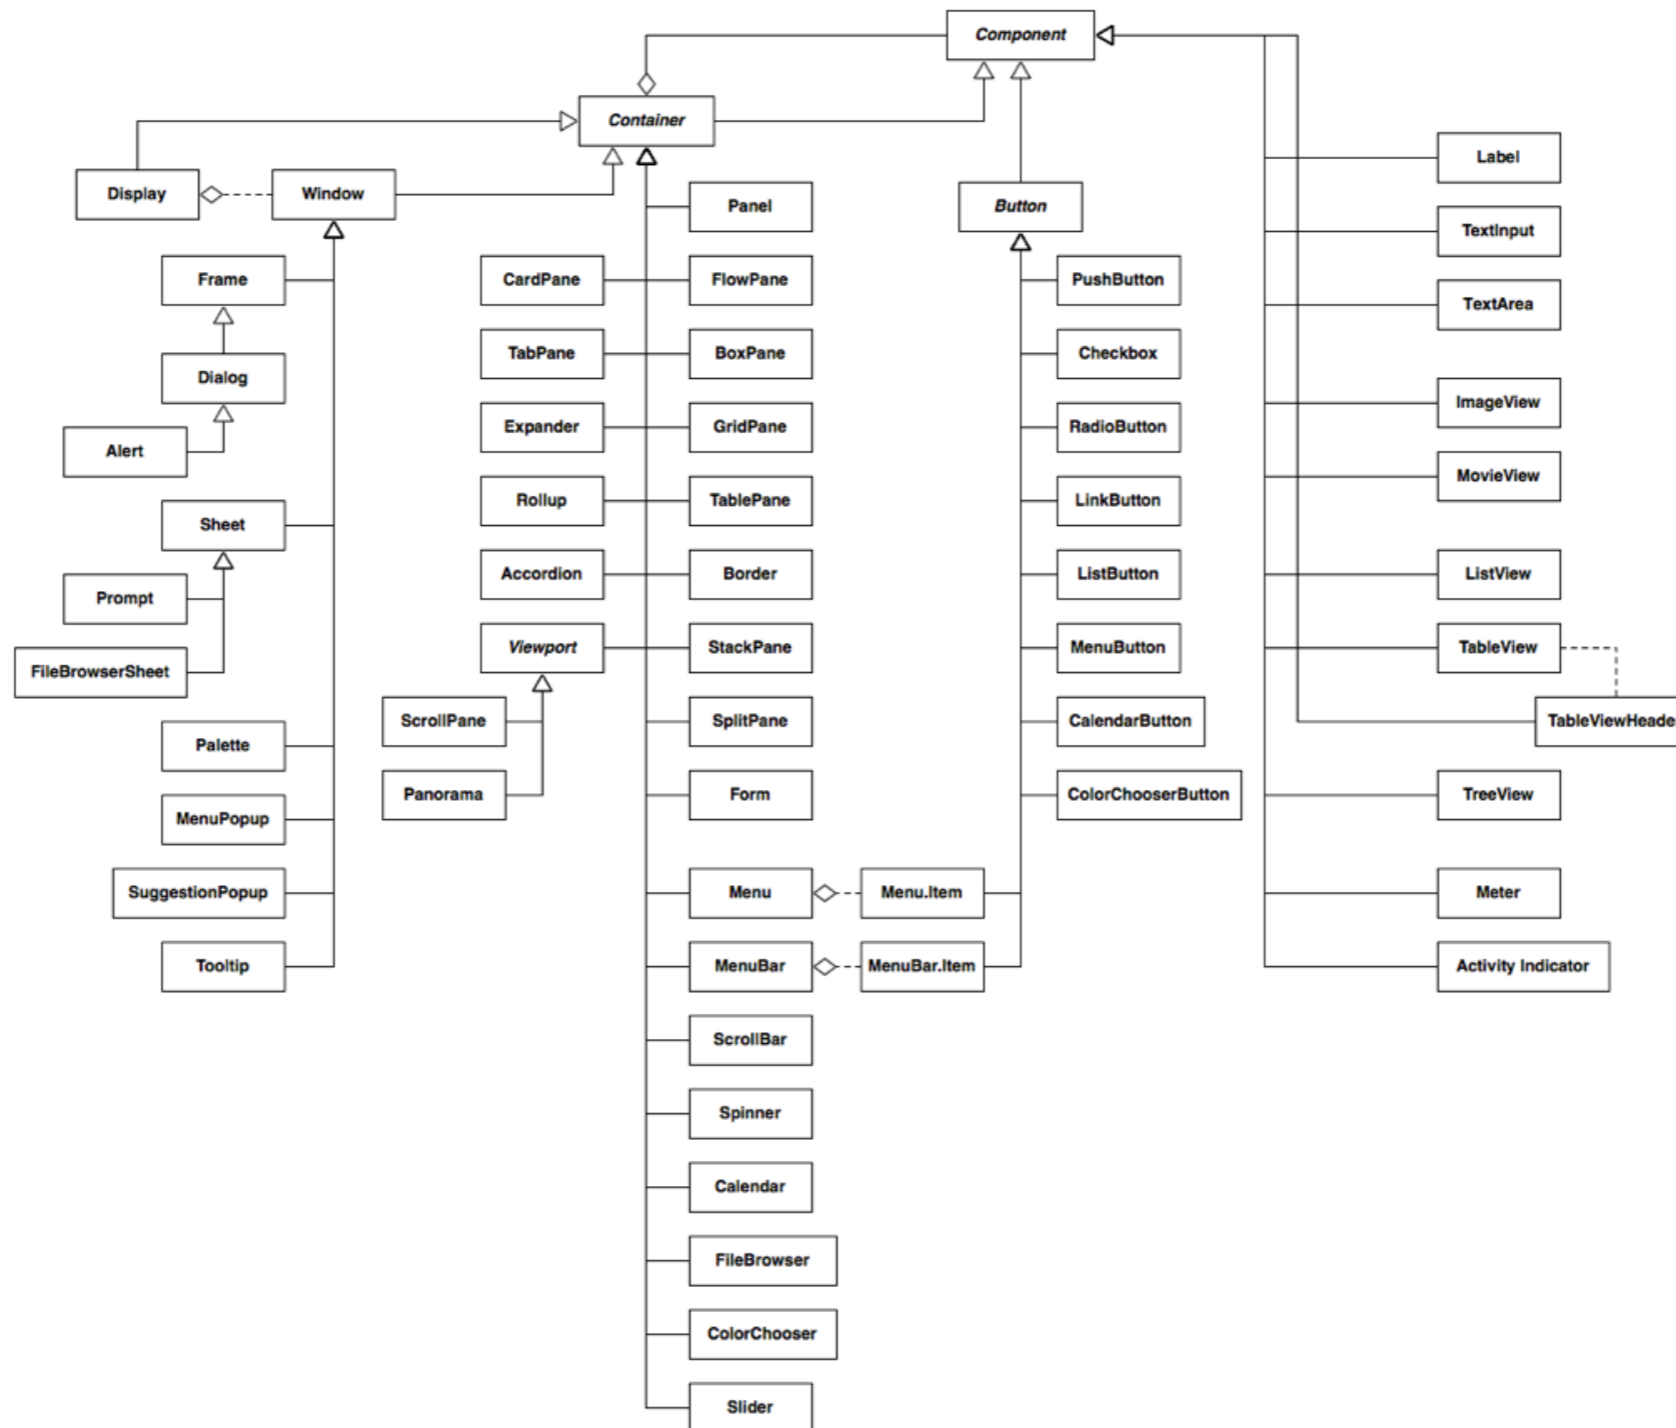 Component
Container
Label
Display
Window
Panel
Button
TextInput
Frame
CardPane
FlowPane
PushButton
TextArea
TabPane
BoxPane
Checkbox
Dialog
ImageView
Expander
GridPane
RadioButton
Alert
MovieView
Rollup
TablePane
LinkButton
Sheet
Accordion
Border
ListButton
ListView
Prompt
Viewport
StackPane
MenuButton
TableView
FileBrowserSheet
ScrollPane
SplitPane
CalendarButton
TableViewHeade
Palette
Panorama
Form
ColorChooserButton
TreeView
MenuPopup
SuggestionPopup
Menu
Menu.Item
Meter
Tooltip
MenuBar
MenuBar.Item
Activity Indicator
ScrollBar
Spinner
Calendar
FileBrowser
ColorChooser
Slider